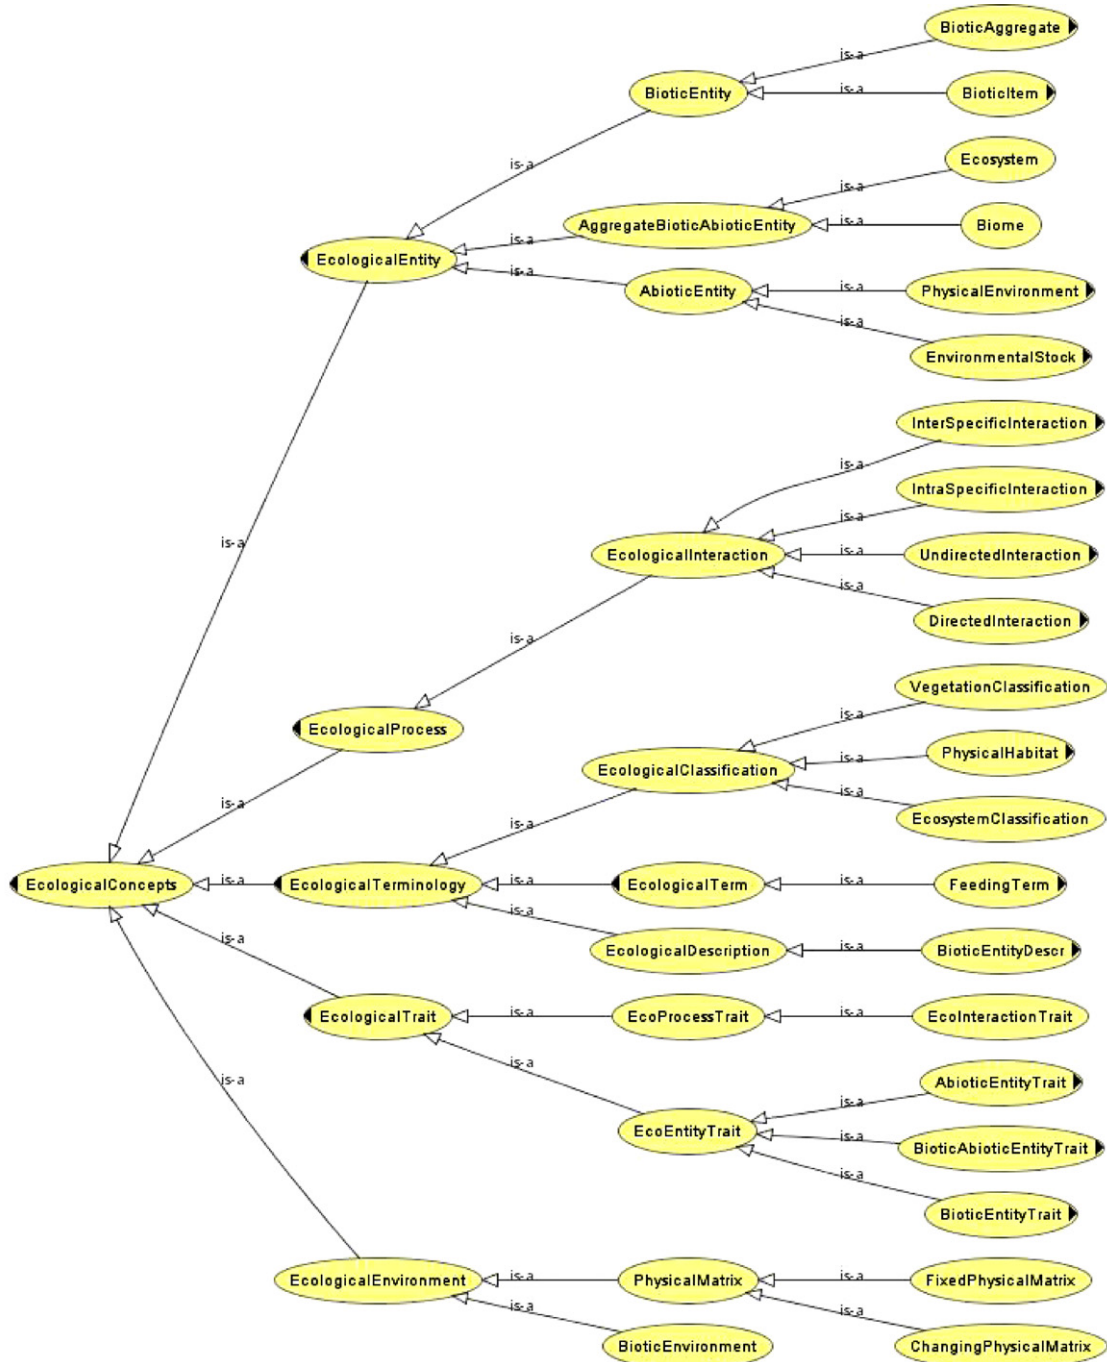 BioticAggregate
is-a
BioticEntity
is-a
BioticItem
is-a
Ecosystem
is-a
AggregateBioticAbioticEntity
is-a
Biome
is-a
EcologicalEntity
is-a
AbioticEntity
is-a
PhysicalEnvironment
is-a
EnvironmentalStock
InterSpecificInteraction
is-a
IntraSpecificInteraction
is-a
is-a
EcologicalInteraction
is-a
UndirectedInteraction
is-a
DirectedInteraction
is-a
VegetationClassification
is-a
EcologicalProcess
PhysicalHabitat
is-a
EcologicalClassification
is-a
is-a
EcosystemClassification
is-a
EcologicalConcepts
is-a
EcologicalTerminology
is-a
EcologicalTerm
is-a
FeedingTerm
is-a
is-a
EcologicalDescription
is-a
BioticEntityDescr
EcologicalTrait
is-a
EcoProcessTrait
is-a
EcoInteractionTrait
is-a
is-a
AbioticEntityTrait
is-a
EcoEntityTrait
is-a
BioticAbioticEntityTrait
is-a
BioticEntityTrait
EcologicalEnvironment
is-a
PhysicalMatrix
is-a
FixedPhysicalMatrix
is-a
is-a
BioticEnvironment
ChangingPhysicalMatrix